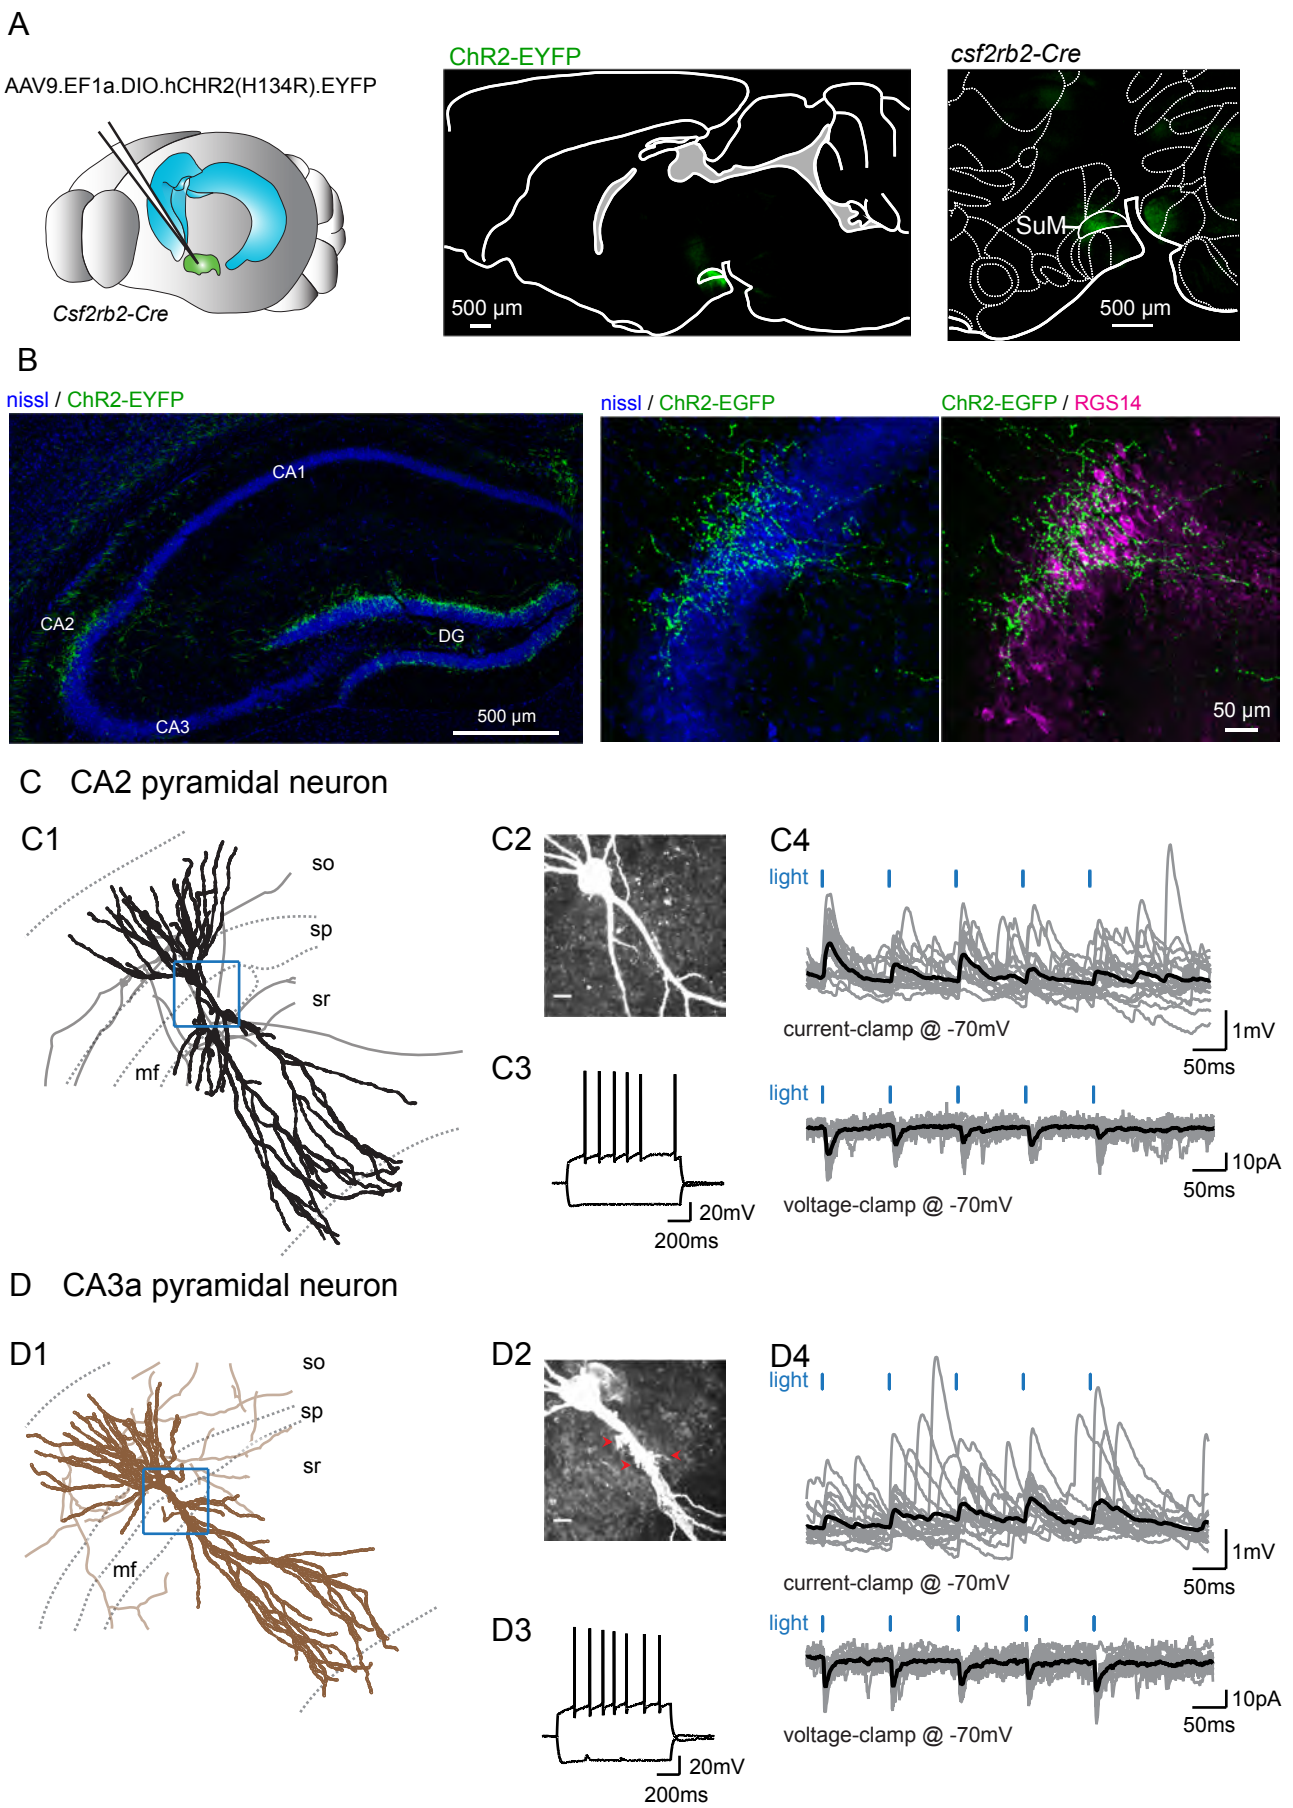 A
AAV9.EF1a.DIO.hCHR2(H134R).EYFP
Csf2rb2-Cre
ChR2-EYFP
500 µm
csf2rb2-Cre
SuM
500 µm
B
nissl / ChR2-EYFP
CA1
CA2
DG
CA3
500 µm
nissl / ChR2-EGFP
ChR2-EGFP / RGS14
50 µm
C CA2 pyramidal neuron
C1
so
sp
sr
mf
C2
C3
20mV
200ms
C4
light
current-clamp @ -70mV
1mV
50ms
light
10pA
50ms
voltage-clamp @ -70mV
D CA3a pyramidal neuron
D1
so
sp
sr
mf
D2
D3
20mV
200ms
D4
light
1mV
current-clamp @ -70mV
50ms
light
10pA
50ms
voltage-clamp @ -70mV